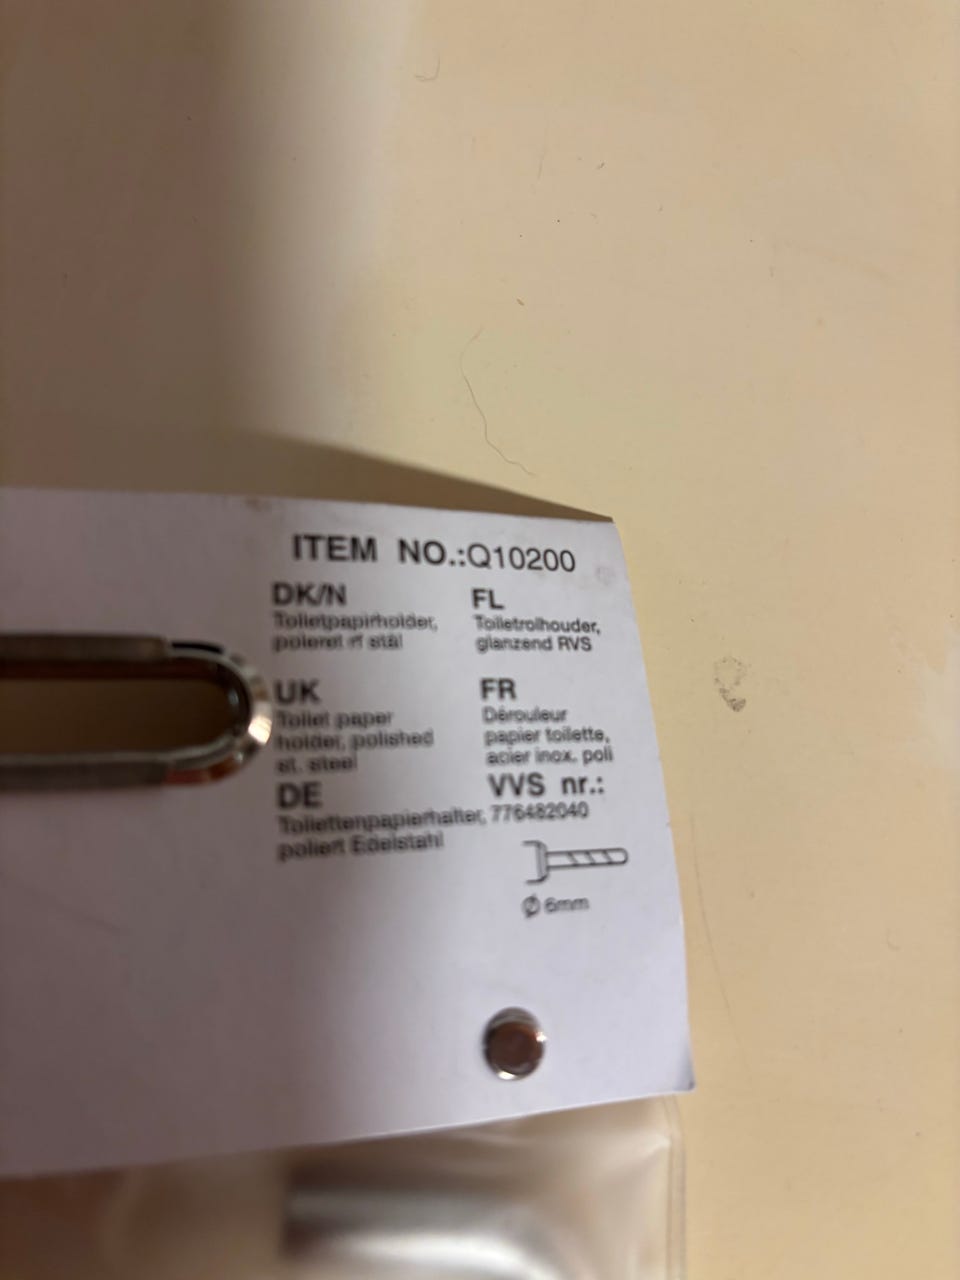 ITEM NO.:Q10200
DK/N
Toiletpapirholder,
poleret rf stål
FL
Toiletrolhouder,
glanzend RVS
UK
Toilet paper
holder, polished
st. steel
FR
Dérouleur
papier toilette,
acier inox. poli
DE
Toilettenpapierhalter,
poliert Edelstahl
VVS nr.:
776482040
Ø 6mm